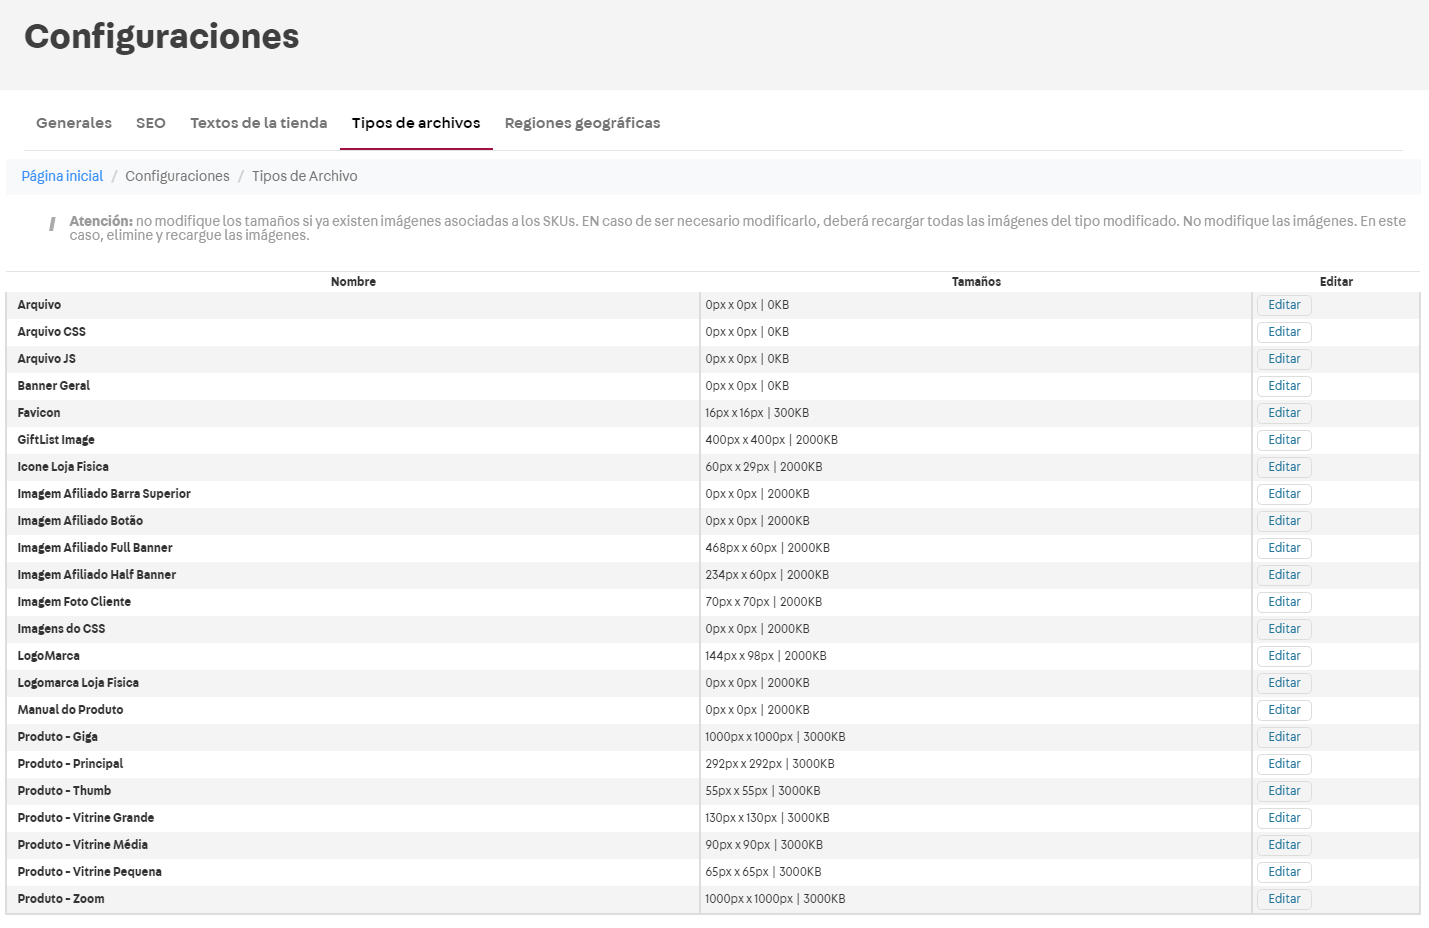 Configuraciones
Generales SEO Textos de la tienda Tipos de archivos Regiones geográficas
Página inicial / Configuraciones / Tipos de Archivo
Atención: no modifique los tamaños si ya existen imágenes asociadas a los SKUs. EN caso de ser necesario modificarlo, deberá recargar todas las imágenes del tipo modificado. No modifique las imágenes. En este
caso, elimine y recargue las imágenes.
Nombre Tamaños Editar
Arquivo 0px x 0px | 0KB Editar
Arquivo CSS 0px x 0px | 0KB Editar
Arquivo JS 0px x 0px | 0KB Editar
Banner Geral 0px x 0px | 0KB Editar
Favicon 16px x 16px | 300KB Editar
GiftList Image 400px x 400px | 2000KB Editar
Icone Loja Fisica 60px x 29px | 2000KB Editar
Imagem Afiliado Barra Superior 0px x 0px | 2000KB Editar
Imagem Afiliado Botão 0px x 0px | 2000KB Editar
Imagem Afiliado Full Banner 468px x 60px | 2000KB Editar
Imagem Afiliado Half Banner 234px x 60px | 2000KB Editar
Imagem Foto Cliente 70px x 70px | 2000KB Editar
Imagens do CSS 0px x 0px | 2000KB Editar
LogoMarca 144px x 98px | 2000KB Editar
Logomarca Loja Fisica 0px x 0px | 2000KB Editar
Manual do Produto 0px x 0px | 2000KB Editar
Produto - Giga 1000px x 1000px | 3000KB Editar
Produto - Principal 292px x 292px | 3000KB Editar
Produto - Thumb 55px x 55px | 3000KB Editar
Produto - Vitrine Grande 130px x 130px | 3000KB Editar
Produto - Vitrine Média 90px x 90px | 3000KB Editar
Produto - Vitrine Pequena 65px x 65px | 3000KB Editar
Produto - Zoom 1000px x 1000px | 3000KB Editar